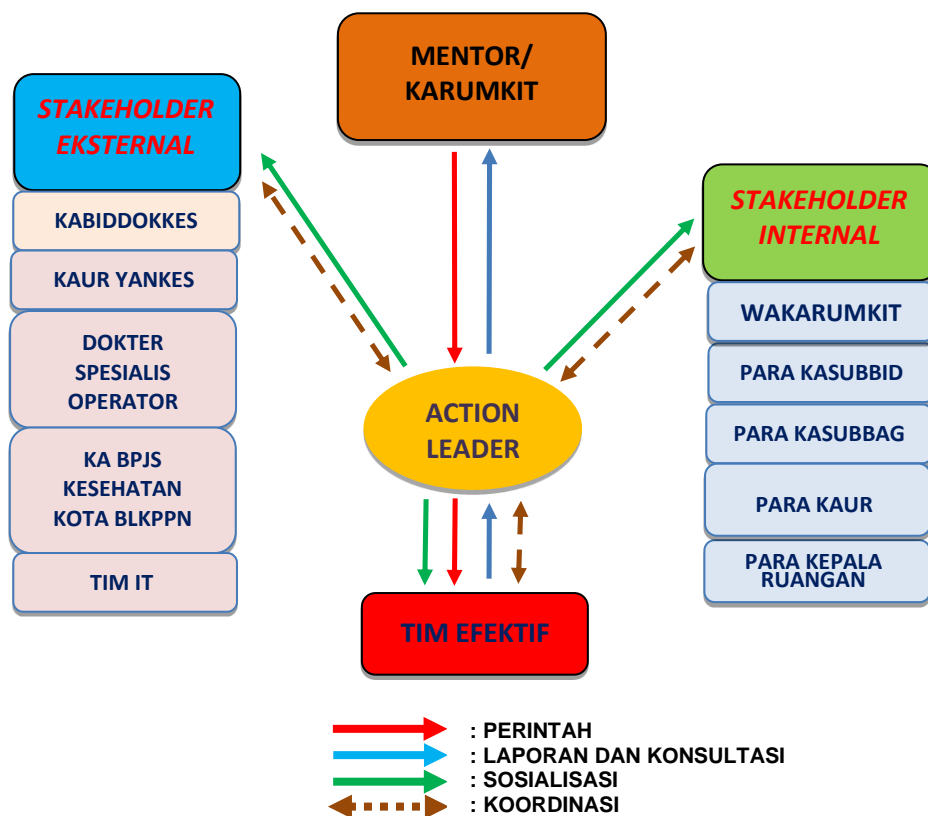 MENTOR/
KARUMKIT
STAKEHOLDER
EKSTERNAL
KABIDDOKKES
KAUR YANKES
DOKTER
SPESIALIS
OPERATOR
KA BPJS
KESEHATAN
KOTA BLKPPN
TIM IT
STAKEHOLDER
INTERNAL
WAKARUMKIT
PARA KASUBBID
PARA KASUBBAG
PARA KAUR
PARA KEPALA
RUANGAN
ACTION
LEADER
TIM EFEKTIF
: PERINTAH
: LAPORAN DAN KONSULTASI
: SOSIALISASI
: KOORDINASI